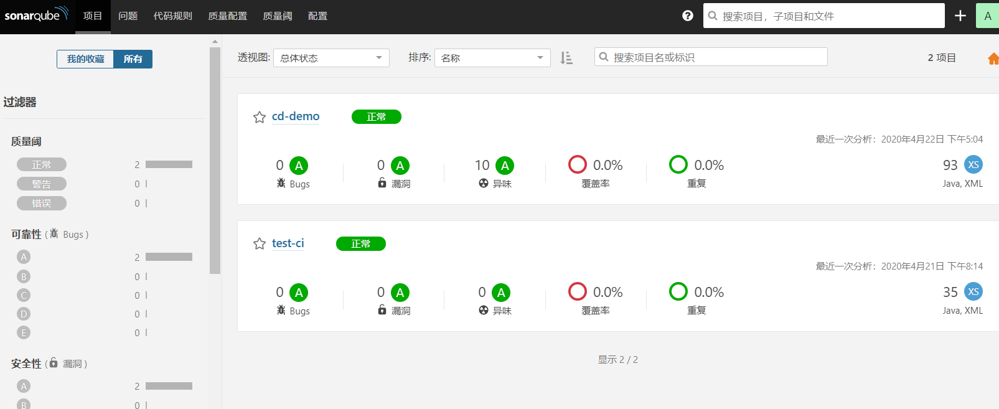 sonarqube 项目 问题 代码规则 质量配置 质量阈 配置 ? 搜索项目，子项目和文件 A
我的收藏 所有
透视图: 总体状态 排序: 名称 搜索项目名或标识 2 项目
过滤器
质量阈
正常 2
警告 0
错误 0
可靠性 ( Bugs )
A 2
B 0
C 0
D 0
E 0
安全性 ( 漏洞 )
A 2
B 0
cd-demo 正常
最近一次分析：2020年4月22日 下午5:04
0 A 0 A 10 A 0.0% 0.0% 93 XS
Bugs 漏洞 异味 覆盖率 重复 Java, XML
test-ci 正常
最近一次分析：2020年4月21日 下午8:14
0 A 0 A 0 A 0.0% 0.0% 35 XS
Bugs 漏洞 异味 覆盖率 重复 Java, XML
显示 2 / 2